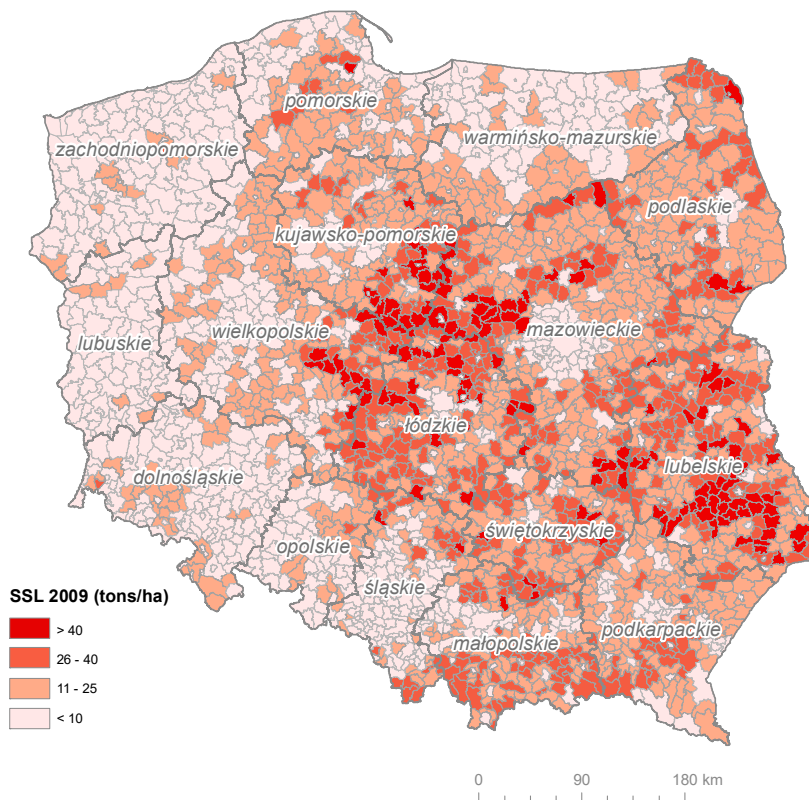 pomorskie
warmińsko-mazurskie
zachodniopomorskie
podlaskie
kujawsko-pomorskie
wielkopolskie
mazowieckie
lubuskie
łódzkie
lubelskie
dolnośląskie
świętokrzyskie
opolskie
śląskie
podkarpackie
małopolskie
SSL 2009 (tons/ha)
> 40
26 - 40
11 - 25
< 10
0 90 180 km